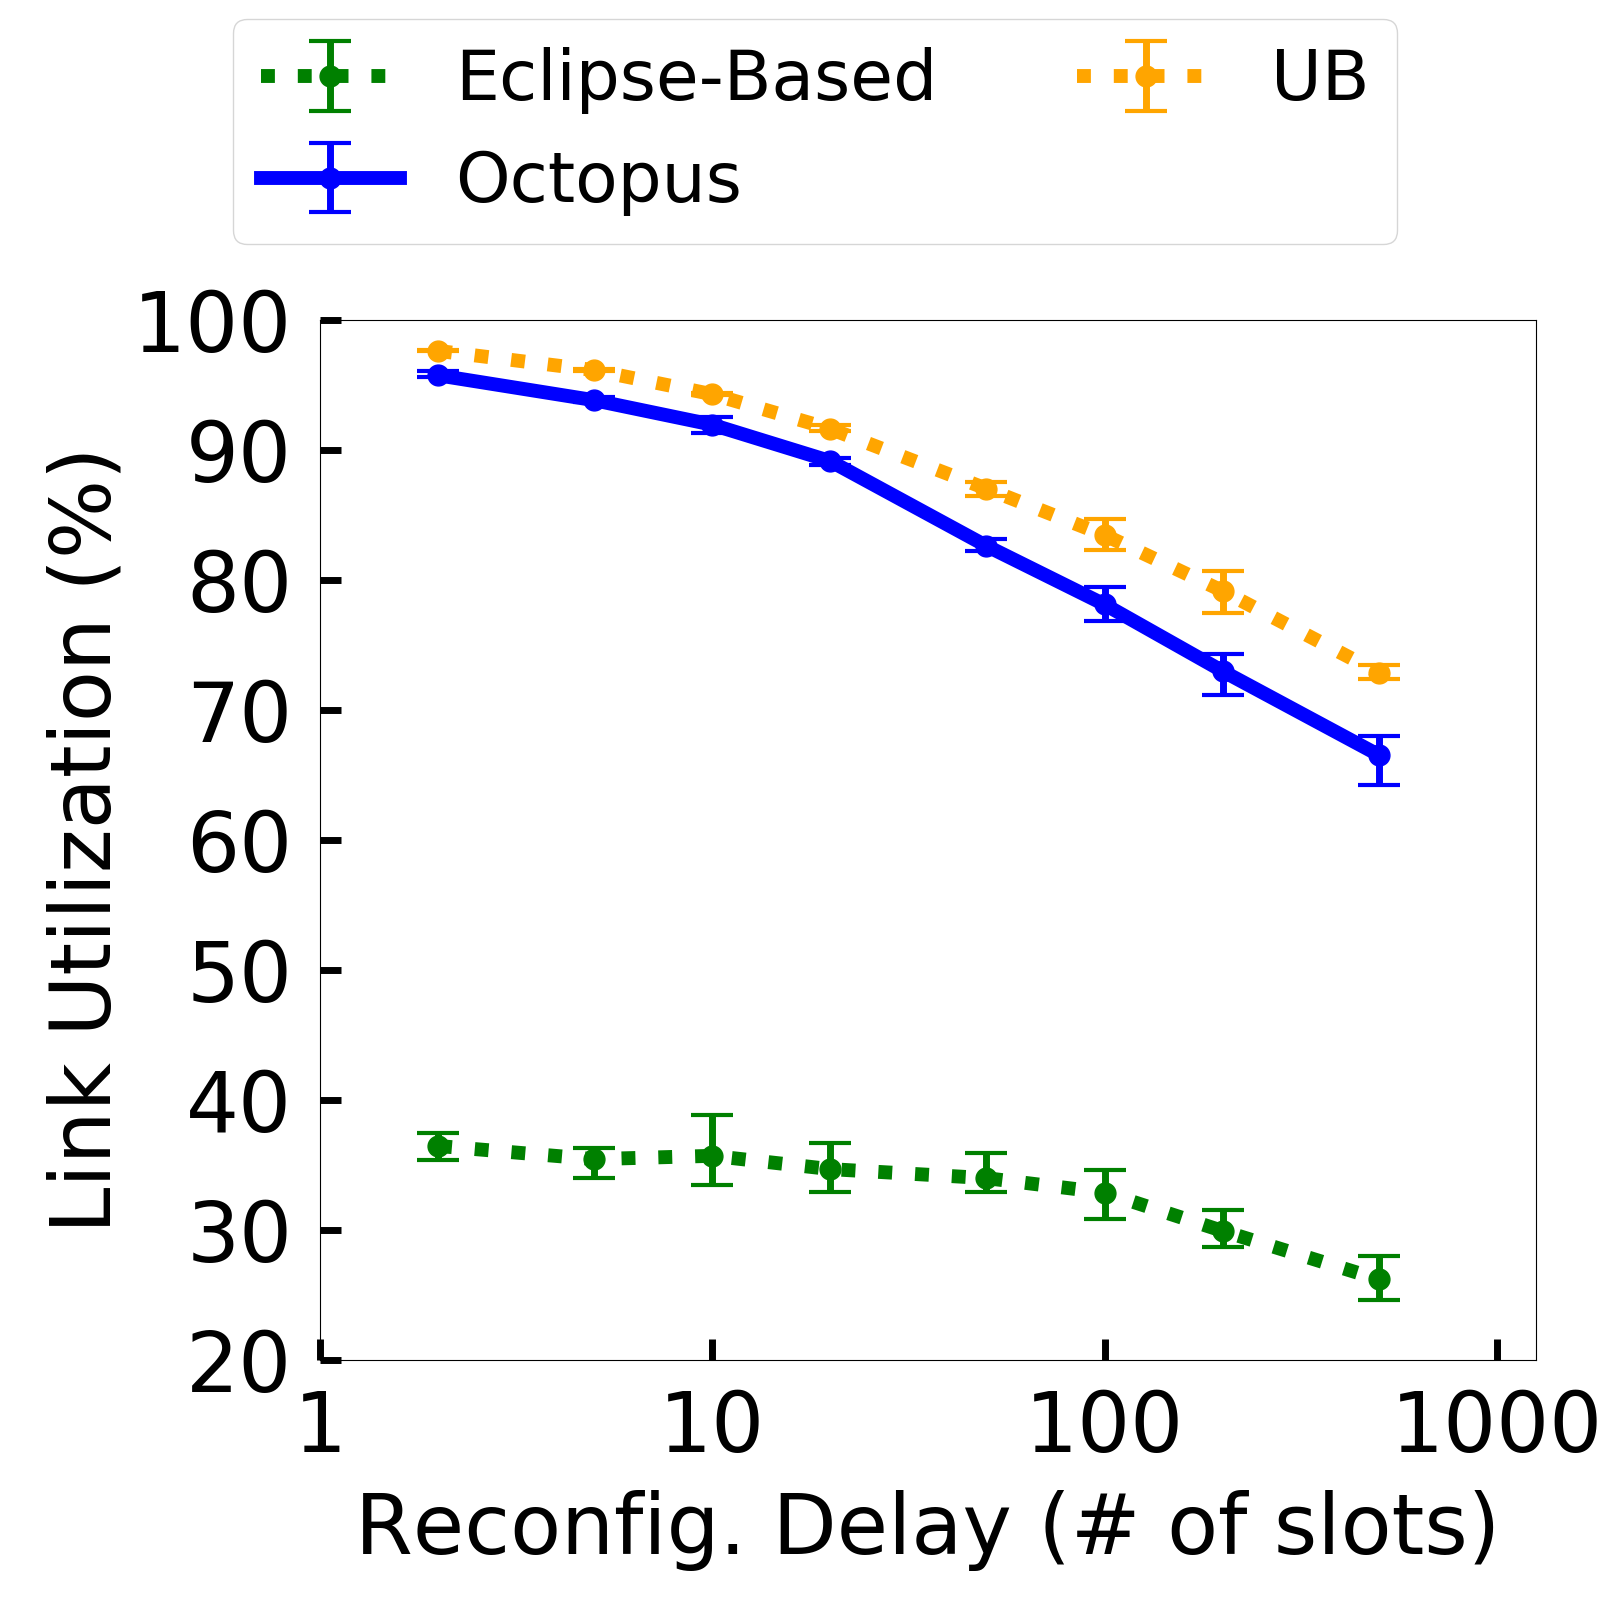 Eclipse-Based
UB
Octopus
100
90
80
70
60
50
40
30
20
Link Utilization (%)
1
10
100
1000
Reconfig. Delay (# of slots)